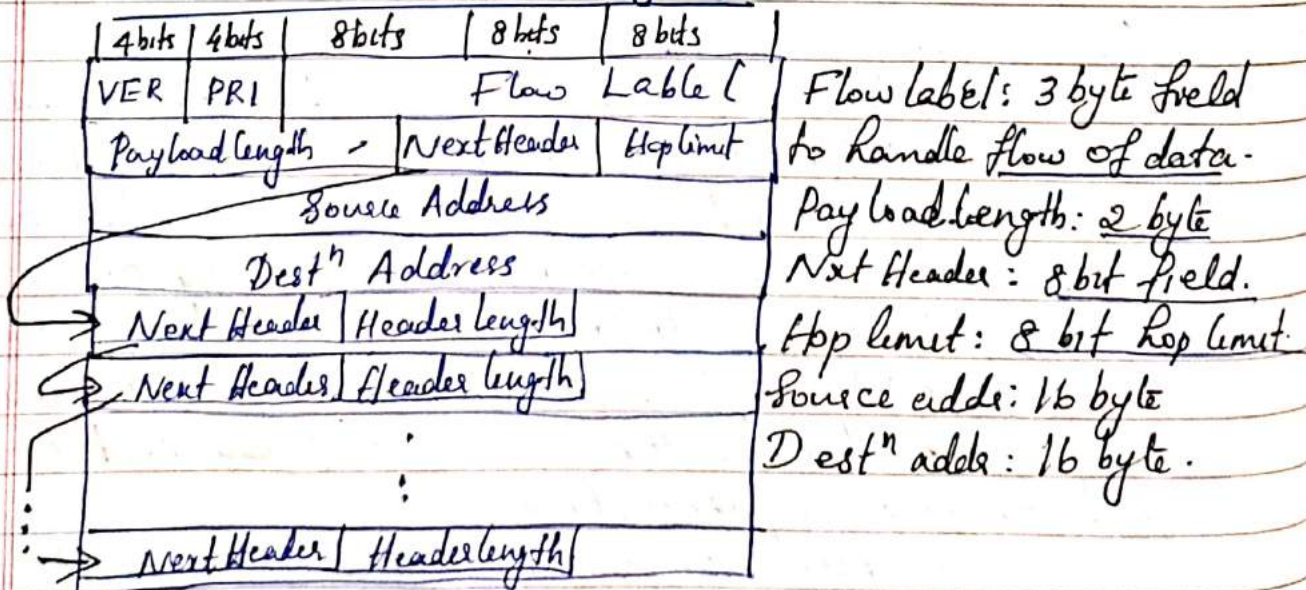 4bits 4bits 8bits 8bits 8bits
VER PRI Flow Lable
Payload length Next Header Hop limit
Source Address
Destⁿ Address
Next Header Header length
Next Header Header length
Next Header Header length
Flow label: 3 byte field
to handle flow of data.
Payload length: 2 byte
Nxt Header: 8 bit field.
Hop limit: 8 bit hop limit.
Source addr: 16 byte
Destⁿ addr: 16 byte.